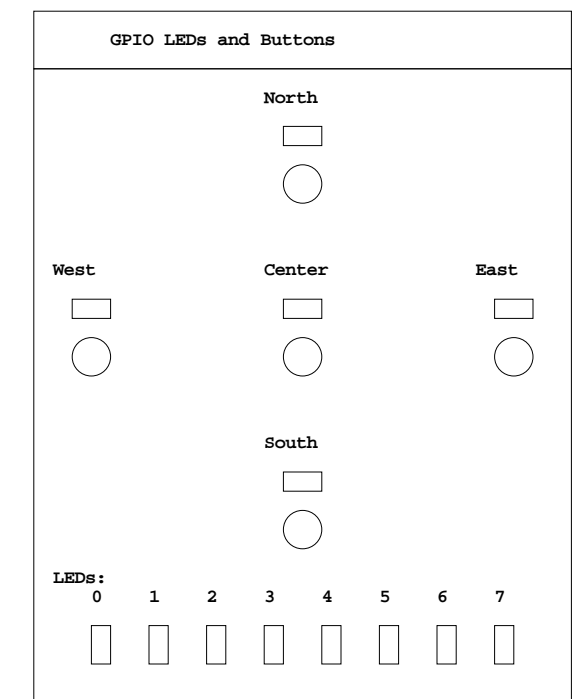 GPIO LEDs and Buttons
North
West Center East
South
LEDs:
0 1 2 3 4 5 6 7